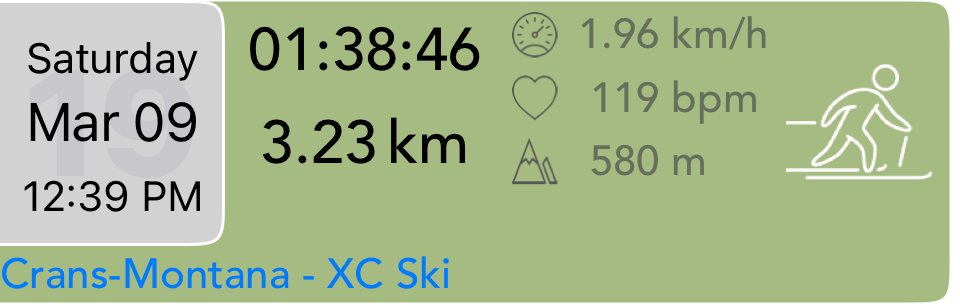 19
Saturday
Mar 09
12:39 PM
01:38:46
3.23 km
1.96 km/h
119 bpm
580 m
Crans-Montana - XC Ski